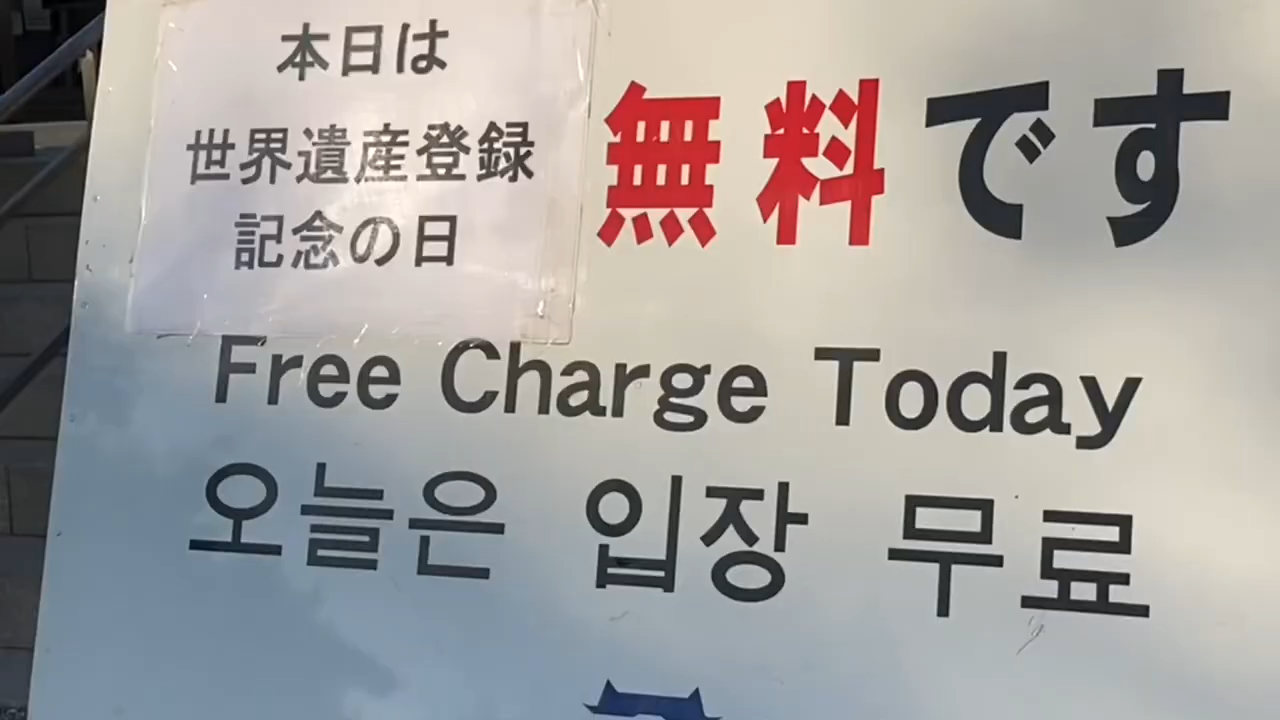 本日は
世界遺産登録
記念の日
無料です
Free Charge Today
오늘은 입장 무료